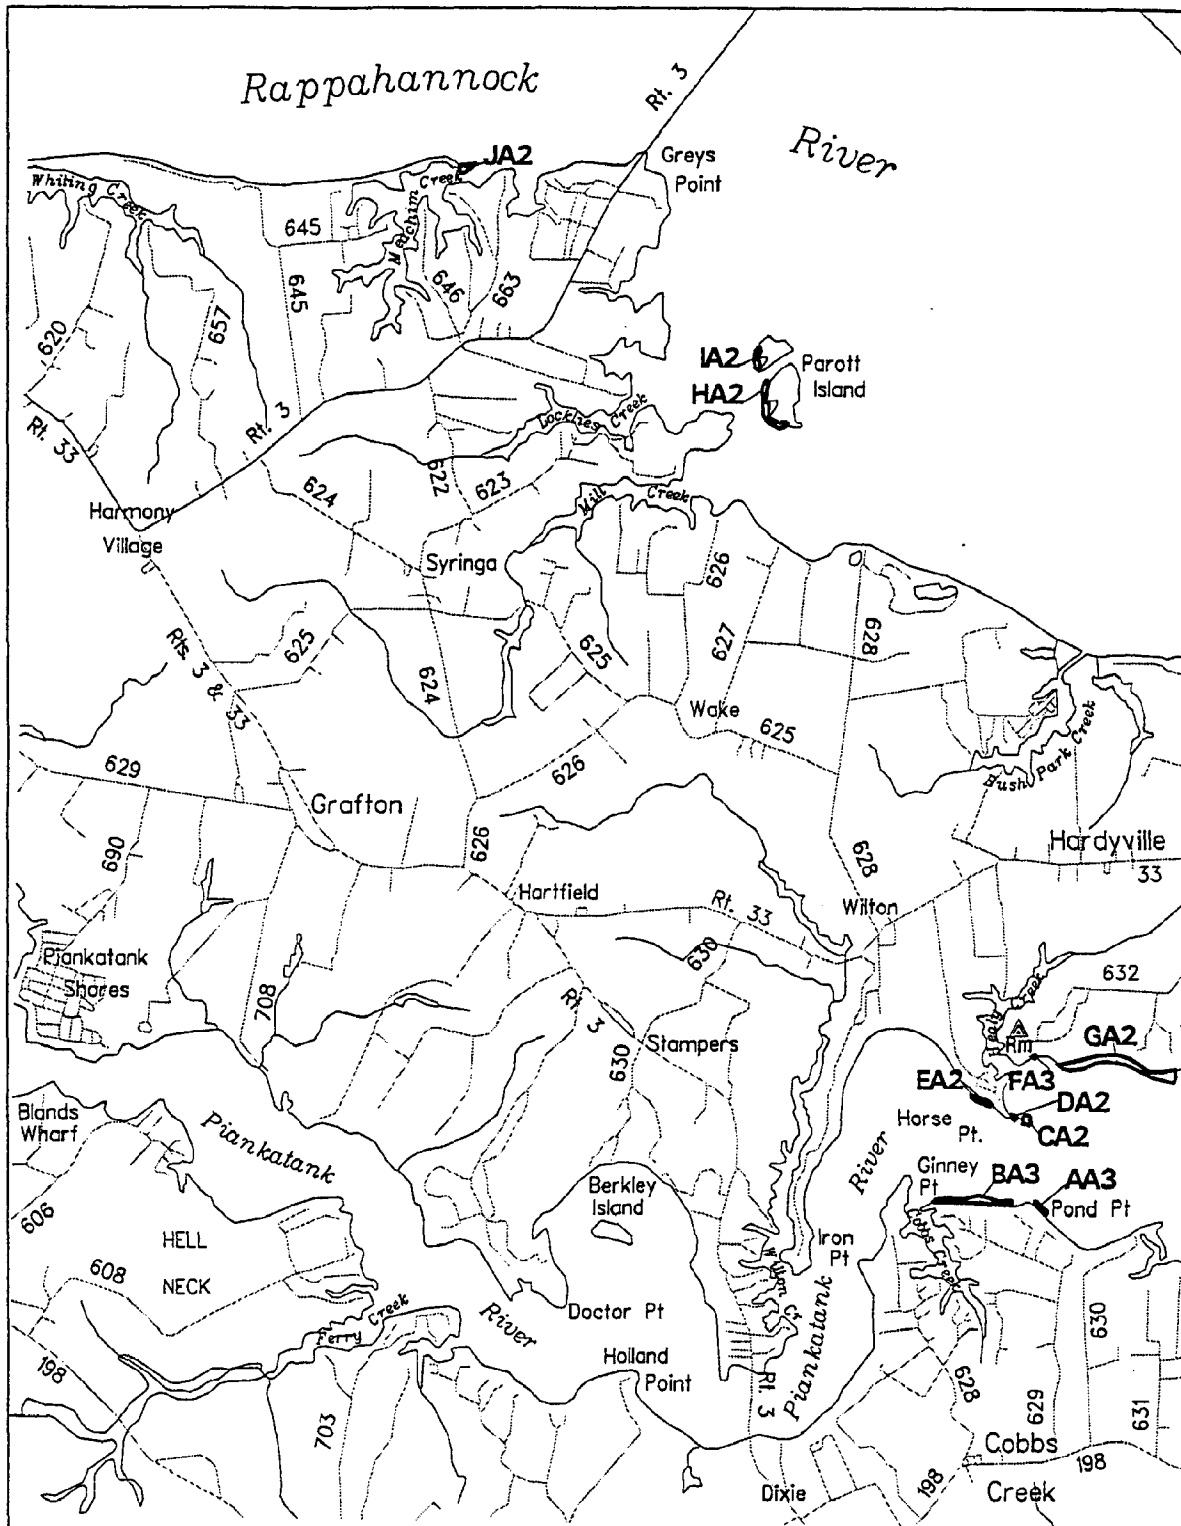 Rappahannock
River
Rt. 3
JA2
Greys
Point
Whiting Creek
Meachim Creek
645
645
646
663
657
620
IA2
HA2
Parott
Island
Rt. 33
Rt. 3
Locklies Creek
622
623
624
Mill Creek
Harmony
Village
Syringa
626
627
628
625
625
Rts. 3 & 33
624
Wake
625
Bush Park Creek
629
626
Grafton
690
626
628
Hardyville
33
Hartfield
Rt. 33
Wilton
630
Piankatank
Shores
708
Rt. 3
Healy Creek
632
Stampers
630
Rm
GA2
EA2
FA3
DA2
Horse
Pt.
CA2
Blands
Wharf
Piankatank
River
Ginney
Pt
BA3
AA3
Pond Pt
Berkley
Island
606
HELL
NECK
Cobbs Creek
Iron
Pt
Wilton Cr
608
Doctor Pt
River
Ferry Creek
Piankatank
630
198
Holland
Point
Rt. 3
628
629
631
703
Cobbs
Creek
198
198
Dixie